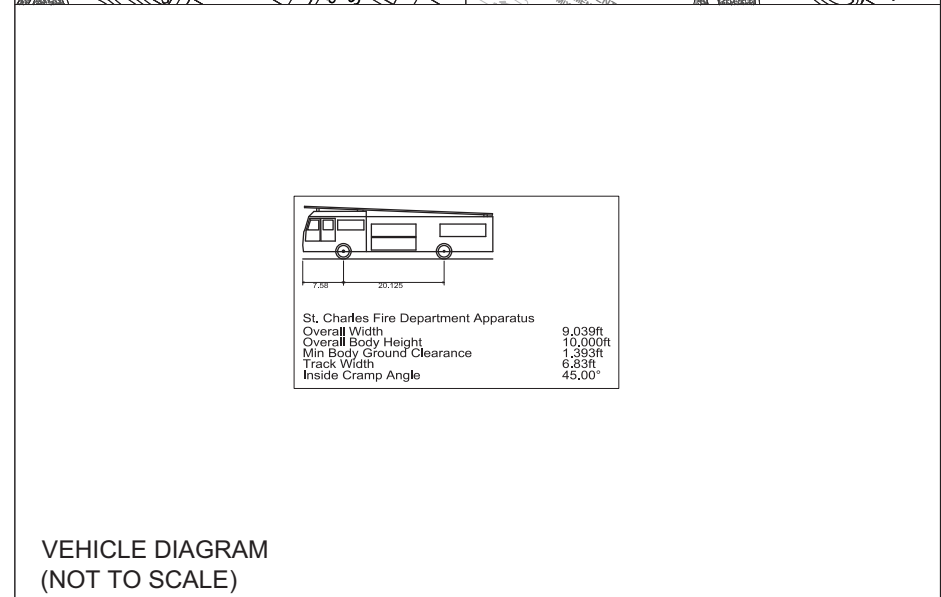 7.58 20.125
St. Charles Fire Department Apparatus
Overall Width 9.039ft
Overall Body Height 10.000ft
Min Body Ground Clearance 1.393ft
Track Width 6.83ft
Inside Cramp Angle 45.00°
VEHICLE DIAGRAM
(NOT TO SCALE)